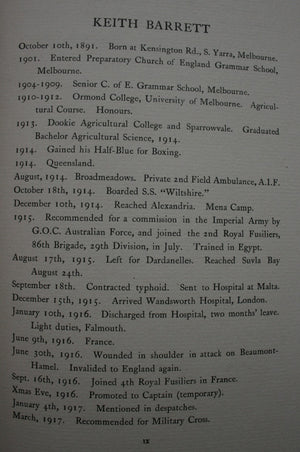 KEITH BARRETT
October 10th, 1891. Born at Kensington Rd., S. Yarra, Melbourne.
1901. Entered Preparatory Church of England Grammar School,
Melbourne.
1904-1909. Senior C. of E. Grammar School, Melbourne.
1910-1912. Ormond College, University of Melbourne. Agricul-
tural Course. Honours.
1913. Dookie Agricultural College and Sparrowvale. Graduated
Bachelor Agricultural Science, 1914.
1914. Gained his Half-Blue for Boxing.
1914. Queensland.
August, 1914. Broadmeadows. Private 2nd Field Ambulance, A.I.F.
October 18th, 1914. Boarded S.S. "Wiltshire."
December 10th, 1914. Reached Alexandria. Mena Camp.
1915. Recommended for a commission in the Imperial Army by
G.O.C. Australian Force, and joined the 2nd Royal Fusiliers,
86th Brigade, 29th Division, in July. Trained in Egypt.
August 17th, 1915. Left for Dardanelles. Reached Suvla Bay
August 24th.
September 18th. Contracted typhoid. Sent to Hospital at Malta.
December 15th, 1915. Arrived Wandsworth Hospital, London.
January 10th, 1916. Discharged from Hospital, two months' leave.
Light duties, Falmouth.
June 9th, 1916. France.
June 30th, 1916. Wounded in shoulder in attack on Beaumont-
Hamel. Invalided to England again.
Sept. 16th, 1916. Joined 4th Royal Fusiliers in France.
Xmas Eve, 1916. Promoted to Captain (temporary).
January 4th, 1917. Mentioned in despatches.
March, 1917. Recommended for Military Cross.
ix